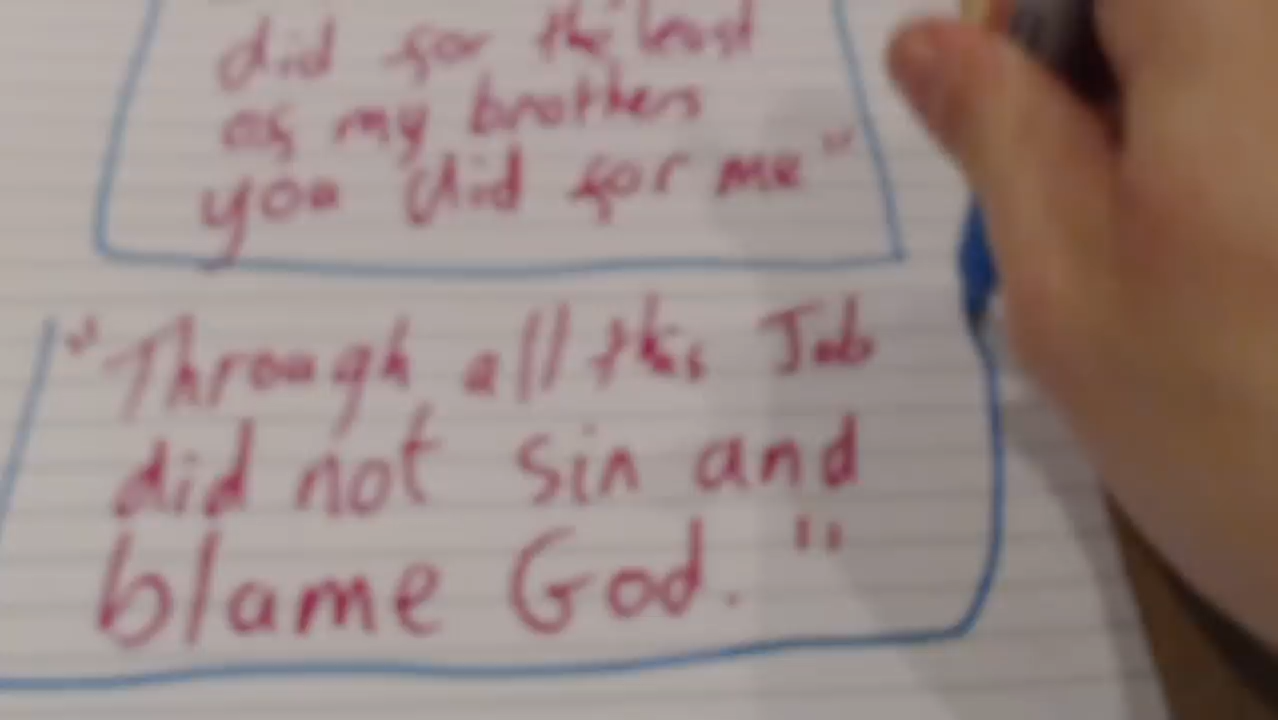 did for the least
of my brothers
you did for me"
"Through all this Job
did not sin and
blame God."